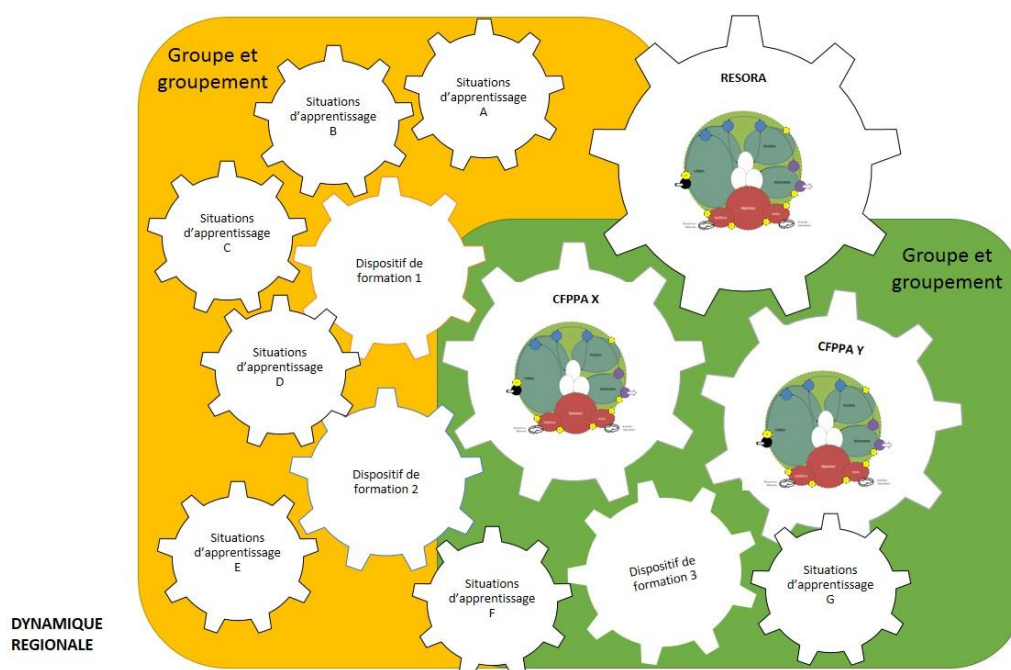 Groupe et
groupement
Situations
d'apprentissage
A
Situations
d'apprentissage
B
RESORA
Situations
d'apprentissage
C
Dispositif de
formation 1
Groupe et
groupement
CFPPA X
CFPPA Y
Situations
d'apprentissage
D
Dispositif de
formation 2
Situations
d'apprentissage
E
Situations
d'apprentissage
F
Dispositif de
formation 3
Situations
d'apprentissage
G
DYNAMIQUE
REGIONALE